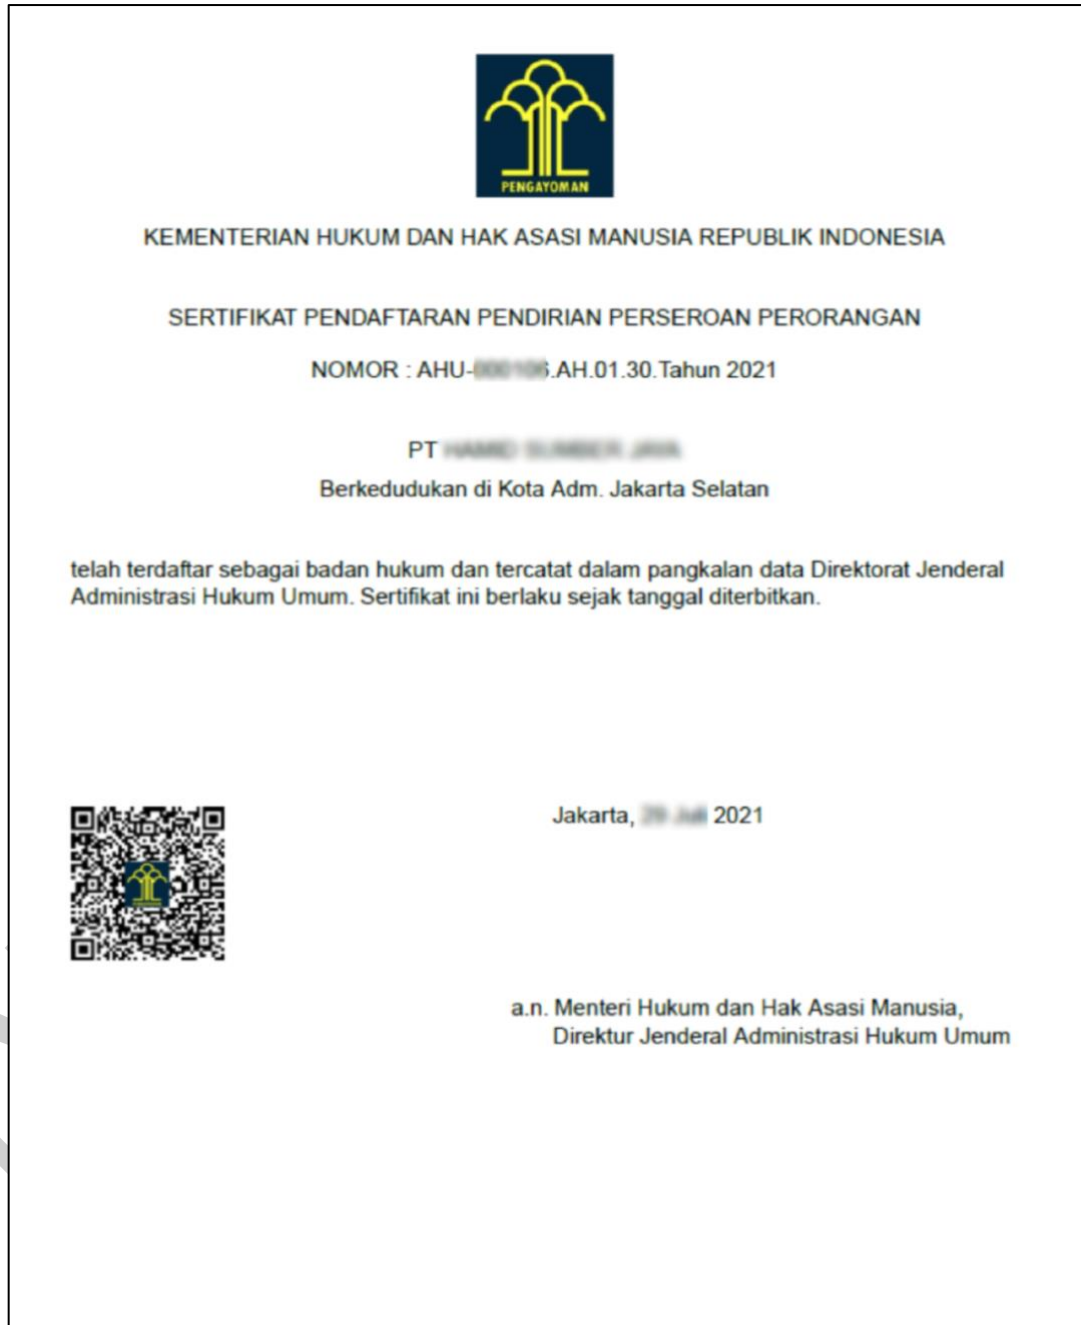 PENGAYOMAN
KEMENTERIAN HUKUM DAN HAK ASASI MANUSIA REPUBLIK INDONESIA
SERTIFIKAT PENDAFTARAN PENDIRIAN PERSEROAN PERORANGAN
NOMOR : AHU- .AH.01.30.Tahun 2021
PT
Berkedudukan di Kota Adm. Jakarta Selatan
telah terdaftar sebagai badan hukum dan tercatat dalam pangkalan data Direktorat Jenderal
Administrasi Hukum Umum. Sertifikat ini berlaku sejak tanggal diterbitkan.
Jakarta, 2021
a.n. Menteri Hukum dan Hak Asasi Manusia,
Direktur Jenderal Administrasi Hukum Umum